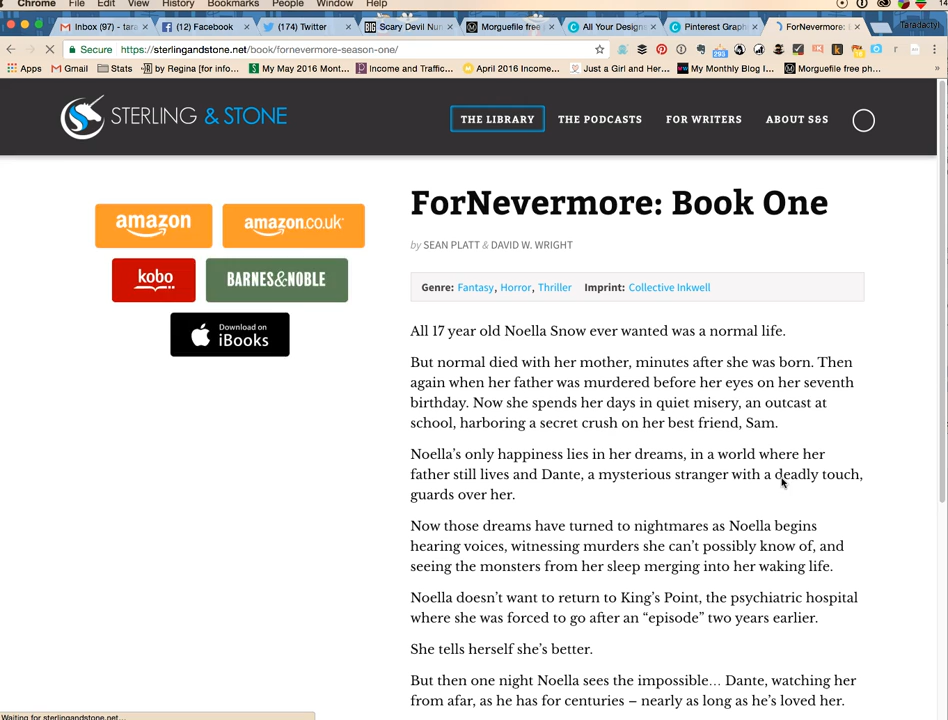 Chrome File Edit View History Bookmarks People Window Help
Inbox (97) - tara (12) Facebook (174) Twitter Scary Devil Nun Morguefile free All Your Design Pinterest Graph ForNevermore: Taradactyl
Secure https://sterlingandstone.net/book/fornevermore-season-one/
Apps Gmail Stats by Regina [for info... My May 2016 Mont... Income and Traffic... April 2016 Income... Just a Girl and Her... My Monthly Blog I... Morguefile free ph... »
STERLING & STONE THE LIBRARY THE PODCASTS FOR WRITERS ABOUT S&S
ForNevermore: Book One
amazon amazon.co.uk
by SEAN PLATT & DAVID W. WRIGHT
kobo BARNES&NOBLE
Genre: Fantasy, Horror, Thriller Imprint: Collective Inkwell
Download on
iBooks
All 17 year old Noella Snow ever wanted was a normal life.
But normal died with her mother, minutes after she was born. Then
again when her father was murdered before her eyes on her seventh
birthday. Now she spends her days in quiet misery, an outcast at
school, harboring a secret crush on her best friend, Sam.
Noella’s only happiness lies in her dreams, in a world where her
father still lives and Dante, a mysterious stranger with a deadly touch,
guards over her.
Now those dreams have turned to nightmares as Noella begins
hearing voices, witnessing murders she can’t possibly know of, and
seeing the monsters from her sleep merging into her waking life.
Noella doesn’t want to return to King’s Point, the psychiatric hospital
where she was forced to go after an “episode” two years earlier.
She tells herself she’s better.
But then one night Noella sees the impossible… Dante, watching her
from afar, as he has for centuries – nearly as long as he’s loved her.
Waiting for sterlingandstone.net...